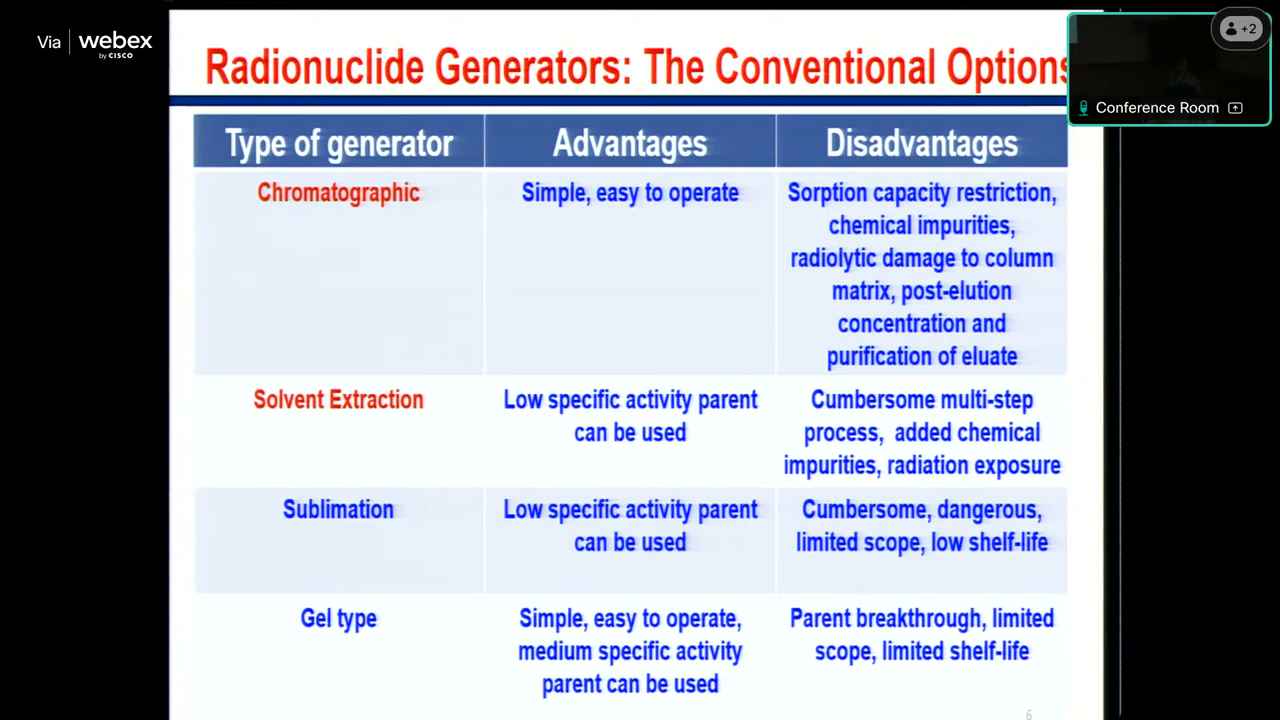 Via webex
by CISCO
+2
Conference Room
Radionuclide Generators: The Conventional Options
Type of generator Advantages Disadvantages
Chromatographic
Simple, easy to operate
Sorption capacity restriction,
chemical impurities,
radiolytic damage to column
matrix, post-elution
concentration and
purification of eluate
Solvent Extraction
Low specific activity parent
can be used
Cumbersome multi-step
process, added chemical
impurities, radiation exposure
Sublimation
Low specific activity parent
can be used
Cumbersome, dangerous,
limited scope, low shelf-life
Gel type
Simple, easy to operate,
medium specific activity
parent can be used
Parent breakthrough, limited
scope, limited shelf-life
6